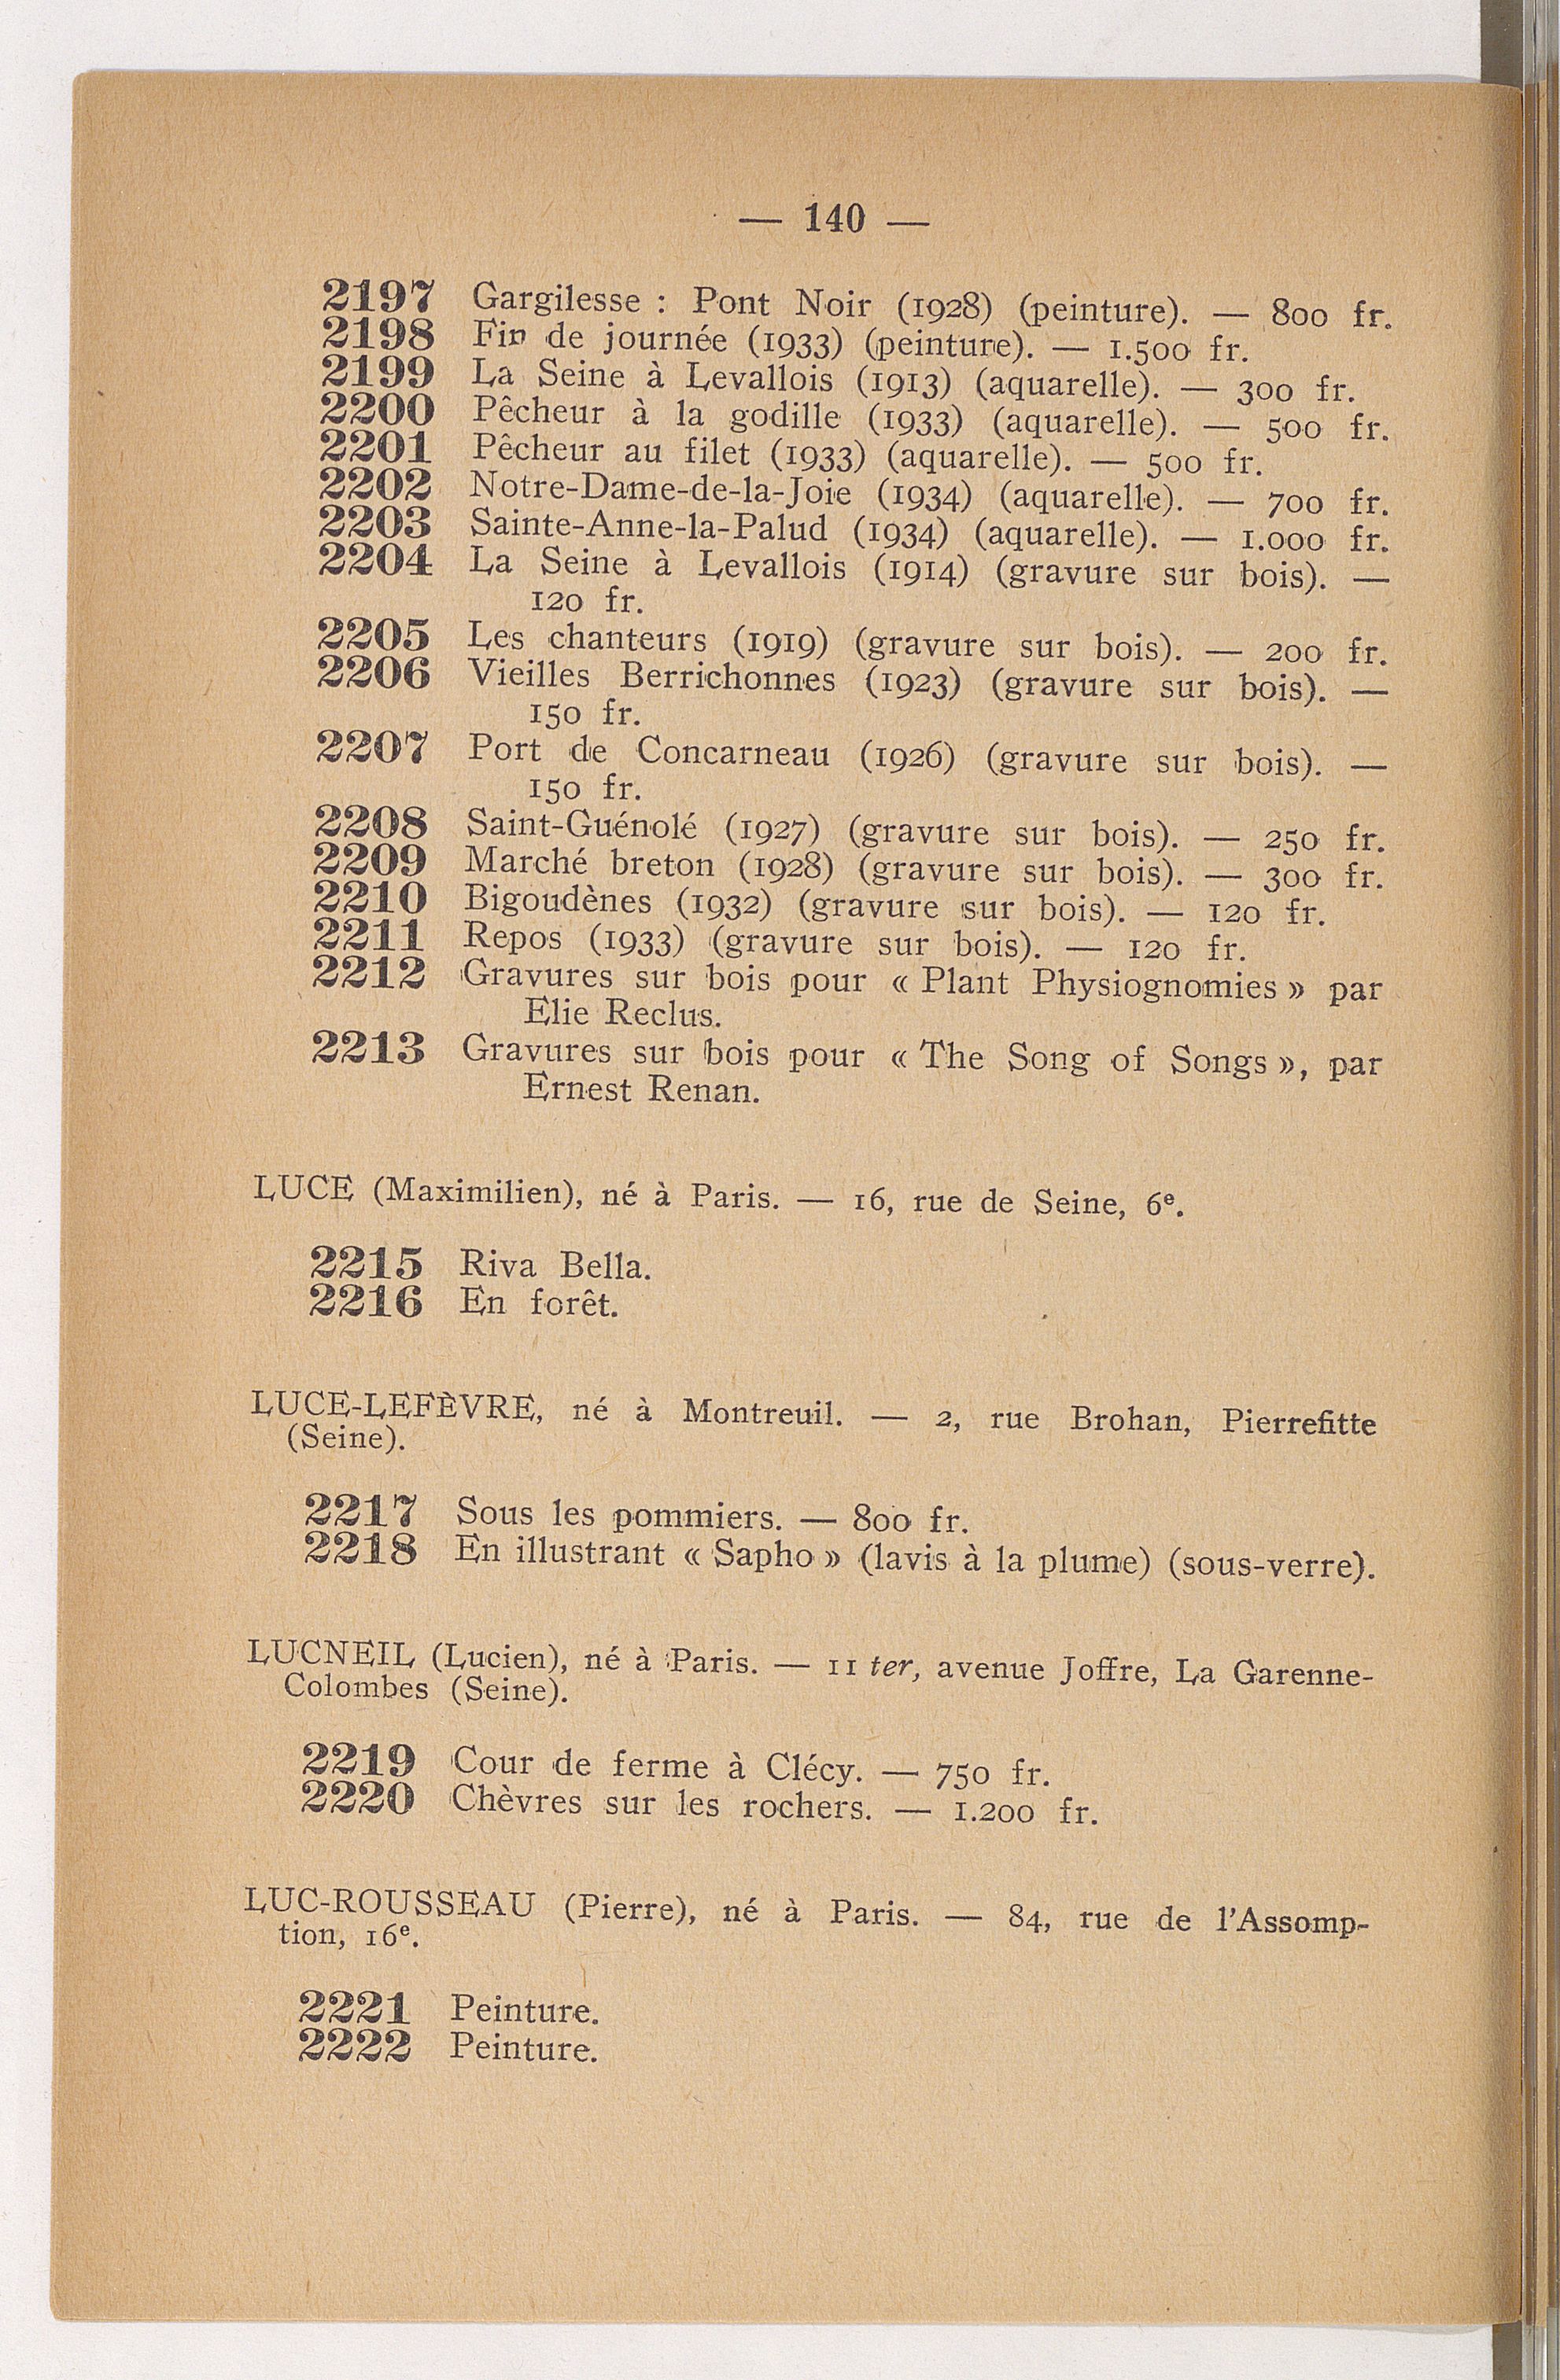 — 140 —
2197 Gargilesse : Pont Noir (1928) (peinture). — 800 fr.
2198 Fin de journée (1933) (peinture). — 1.500 fr.
2199 La Seine à Levallois (1913) (aquarelle). — 300 fr.
2200 Pêcheur à la godille (1933) (aquarelle). — 500 fr.
2201 Pêcheur au filet (1933) (aquarelle). — 500 fr.
2202 Notre-Dame-de-la-Joie (1934) (aquarelle). — 700 fr.
2203 Sainte-Anne-la-Palud (1934) (aquarelle). — 1.000 fr.
2204 La Seine à Levallois (1914) (gravure sur bois). —
120 fr.
2205 Les chanteurs (1919) (gravure sur bois). — 200 fr.
2206 Vieilles Berrichonnes (1923) (gravure sur bois). —
150 fr.
2207 Port de Concarneau (1926) (gravure sur bois). —
150 fr.
2208 Saint-Guénolé (1927) (gravure sur bois). — 250 fr.
2209 Marché breton (1928) (gravure sur bois). — 300 fr.
2210 Bigoudènes (1932) (gravure sur bois). — 120 fr.
2211 Repos (1933) (gravure sur bois). — 120 fr.
2212 Gravures sur bois pour « Plant Physiognomies » par
Elie Reclus.
2213 Gravures sur bois pour « The Song of Songs », par
Ernest Renan.
LUCE (Maximilien), né à Paris. — 16, rue de Seine, 6e.
2215 Riva Bella.
2216 En forêt.
LUCE-LEFÈVRE, né à Montreuil. — 2, rue Brohan, Pierrefitte
(Seine).
2217 Sous les pommiers. — 800 fr.
2218 En illustrant « Sapho » (lavis à la plume) (sous-verre).
LUCNEIL (Lucien), né à Paris. — 11 ter, avenue Joffre, La Garenne-
Colombes (Seine).
2219 Cour de ferme à Clécy. — 750 fr.
2220 Chèvres sur les rochers. — 1.200 fr.
LUC-ROUSSEAU (Pierre), né à Paris. — 84, rue de l'Assomp-
tion, 16e.
2221 Peinture.
2222 Peinture.